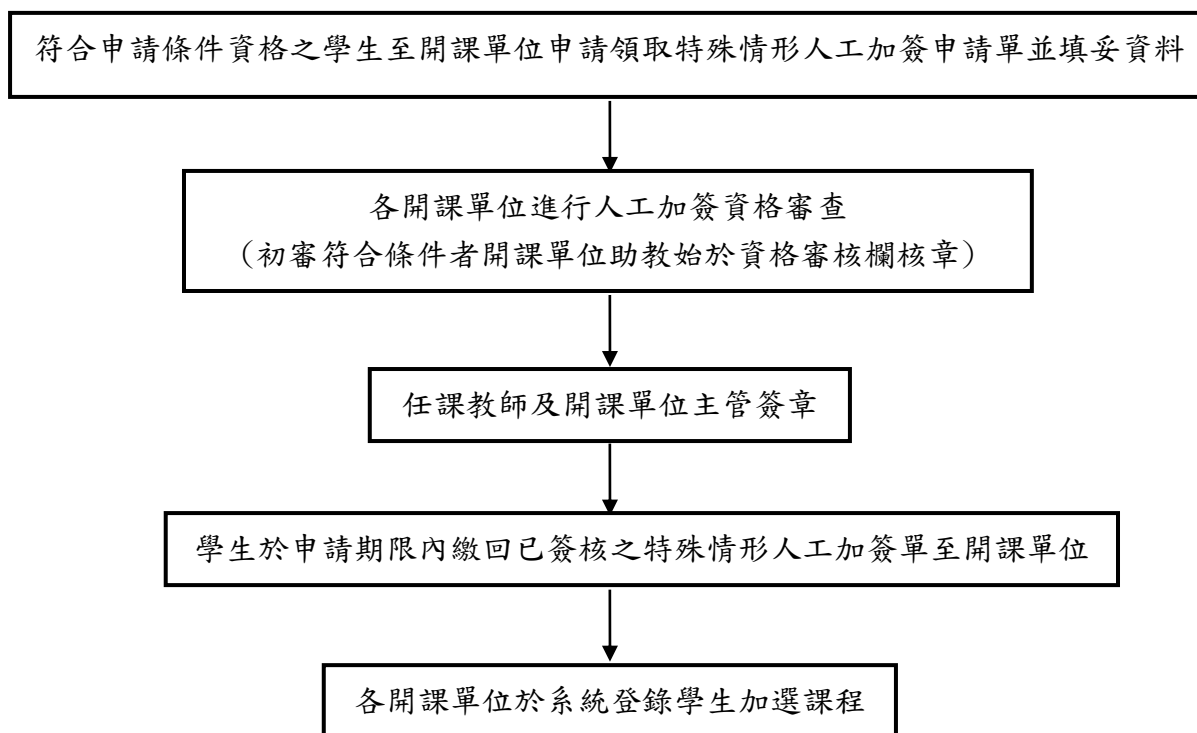 符合申請條件資格之學生至開課單位申請領取特殊情形人工加簽申請單並填妥資料
各開課單位進行人工加簽資格審查
（初審符合條件者開課單位助教始於資格審核欄核章）
任課教師及開課單位主管簽章
學生於申請期限內繳回已簽核之特殊情形人工加簽單至開課單位
各開課單位於系統登錄學生加選課程